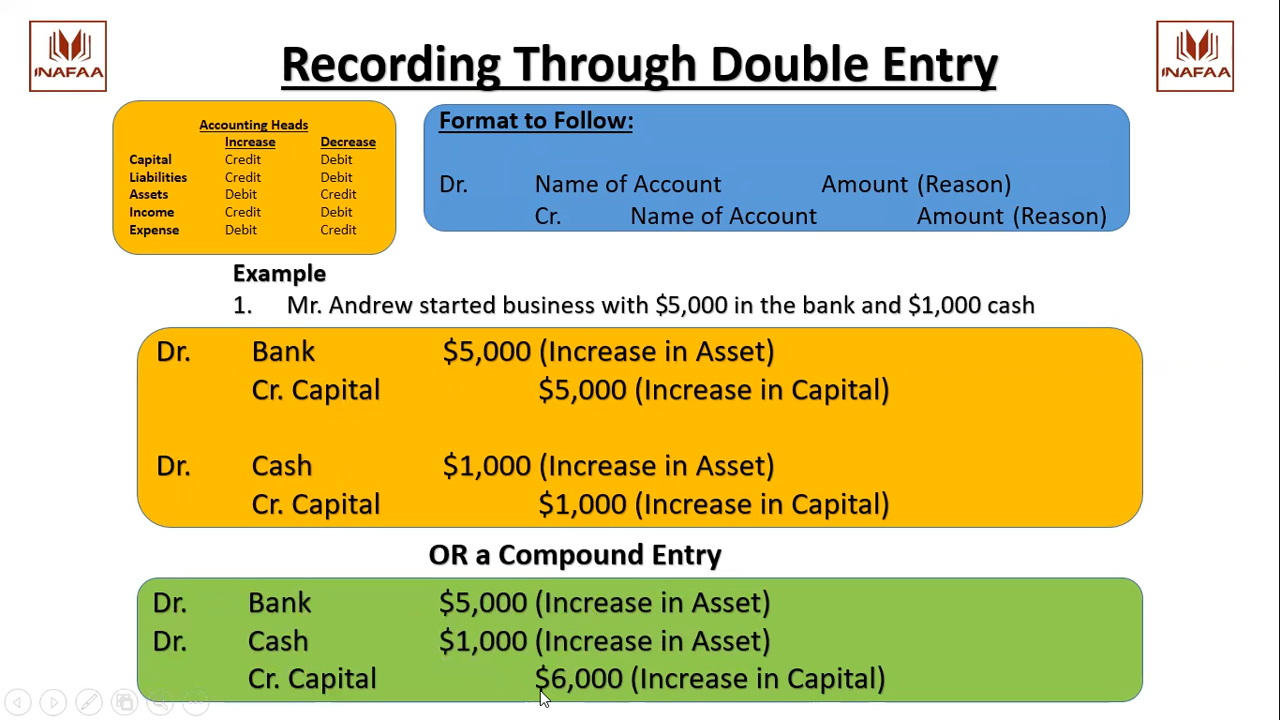 INAFAA
Recording Through Double Entry
INAFAA
Accounting Heads
Increase Decrease
Capital Credit Debit
Liabilities Credit Debit
Assets Debit Credit
Income Credit Debit
Expense Debit Credit
Format to Follow:
Dr. Name of Account Amount (Reason)
Cr. Name of Account Amount (Reason)
Example
1. Mr. Andrew started business with $5,000 in the bank and $1,000 cash
Dr. Bank $5,000 (Increase in Asset)
Cr. Capital $5,000 (Increase in Capital)
Dr. Cash $1,000 (Increase in Asset)
Cr. Capital $1,000 (Increase in Capital)
OR a Compound Entry
Dr. Bank $5,000 (Increase in Asset)
Dr. Cash $1,000 (Increase in Asset)
Cr. Capital $6,000 (Increase in Capital)